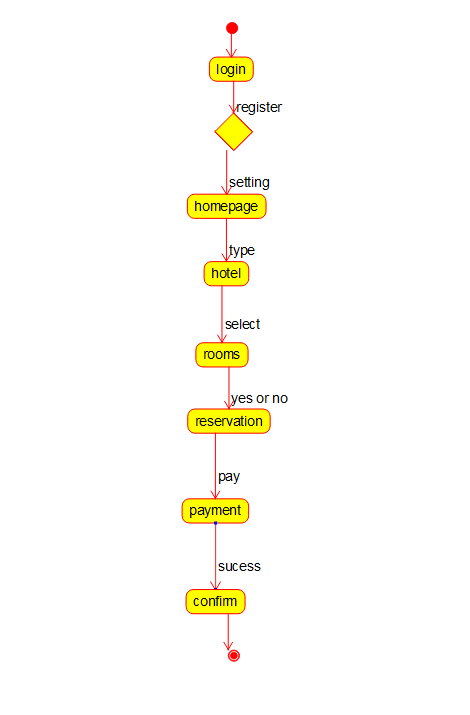 login
register
setting
homepage
type
hotel
select
rooms
yes or no
reservation
pay
payment
sucess
confirm